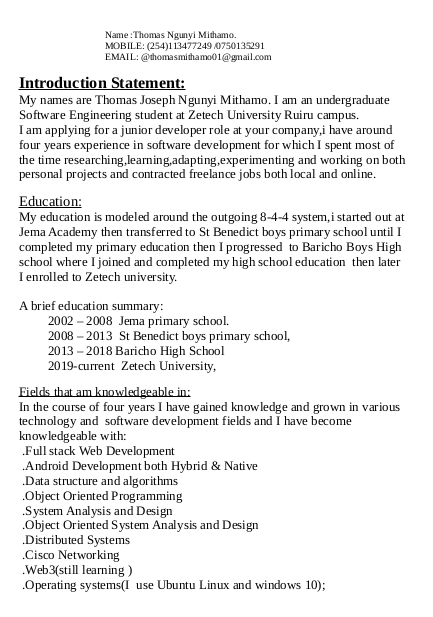 Name :Thomas Ngunyi Mithamo.
MOBILE: (254)113477249 /0750135291
EMAIL: @thomasmithamo01@gmail.com
Introduction Statement:
My names are Thomas Joseph Ngunyi Mithamo. I am an undergraduate
Software Engineering student at Zetech University Ruiru campus.
I am applying for a junior developer role at your company,i have around
four years experience in software development for which I spent most of
the time researching,learning,adapting,experimenting and working on both
personal projects and contracted freelance jobs both local and online.
Education:
My education is modeled around the outgoing 8-4-4 system,i started out at
Jema Academy then transferred to St Benedict boys primary school until I
completed my primary education then I progressed  to Baricho Boys High
school where I joined and completed my high school education  then later
I enrolled to Zetech university.
A brief education summary:
2002 – 2008  Jema primary school.
2008 – 2013  St Benedict boys primary school,
2013 – 2018 Baricho High School
2019-current  Zetech University,
Fields that am knowledgeable in:
In the course of four years I have gained knowledge and grown in various
technology and  software development fields and I have become
knowledgeable with:
.Full stack Web Development
.Android Development both Hybrid & Native
.Data structure and algorithms
.Object Oriented Programming
.System Analysis and Design
.Object Oriented System Analysis and Design
.Distributed Systems
.Cisco Networking
.Web3(still learning )
.Operating systems(I  use Ubuntu Linux and windows 10);